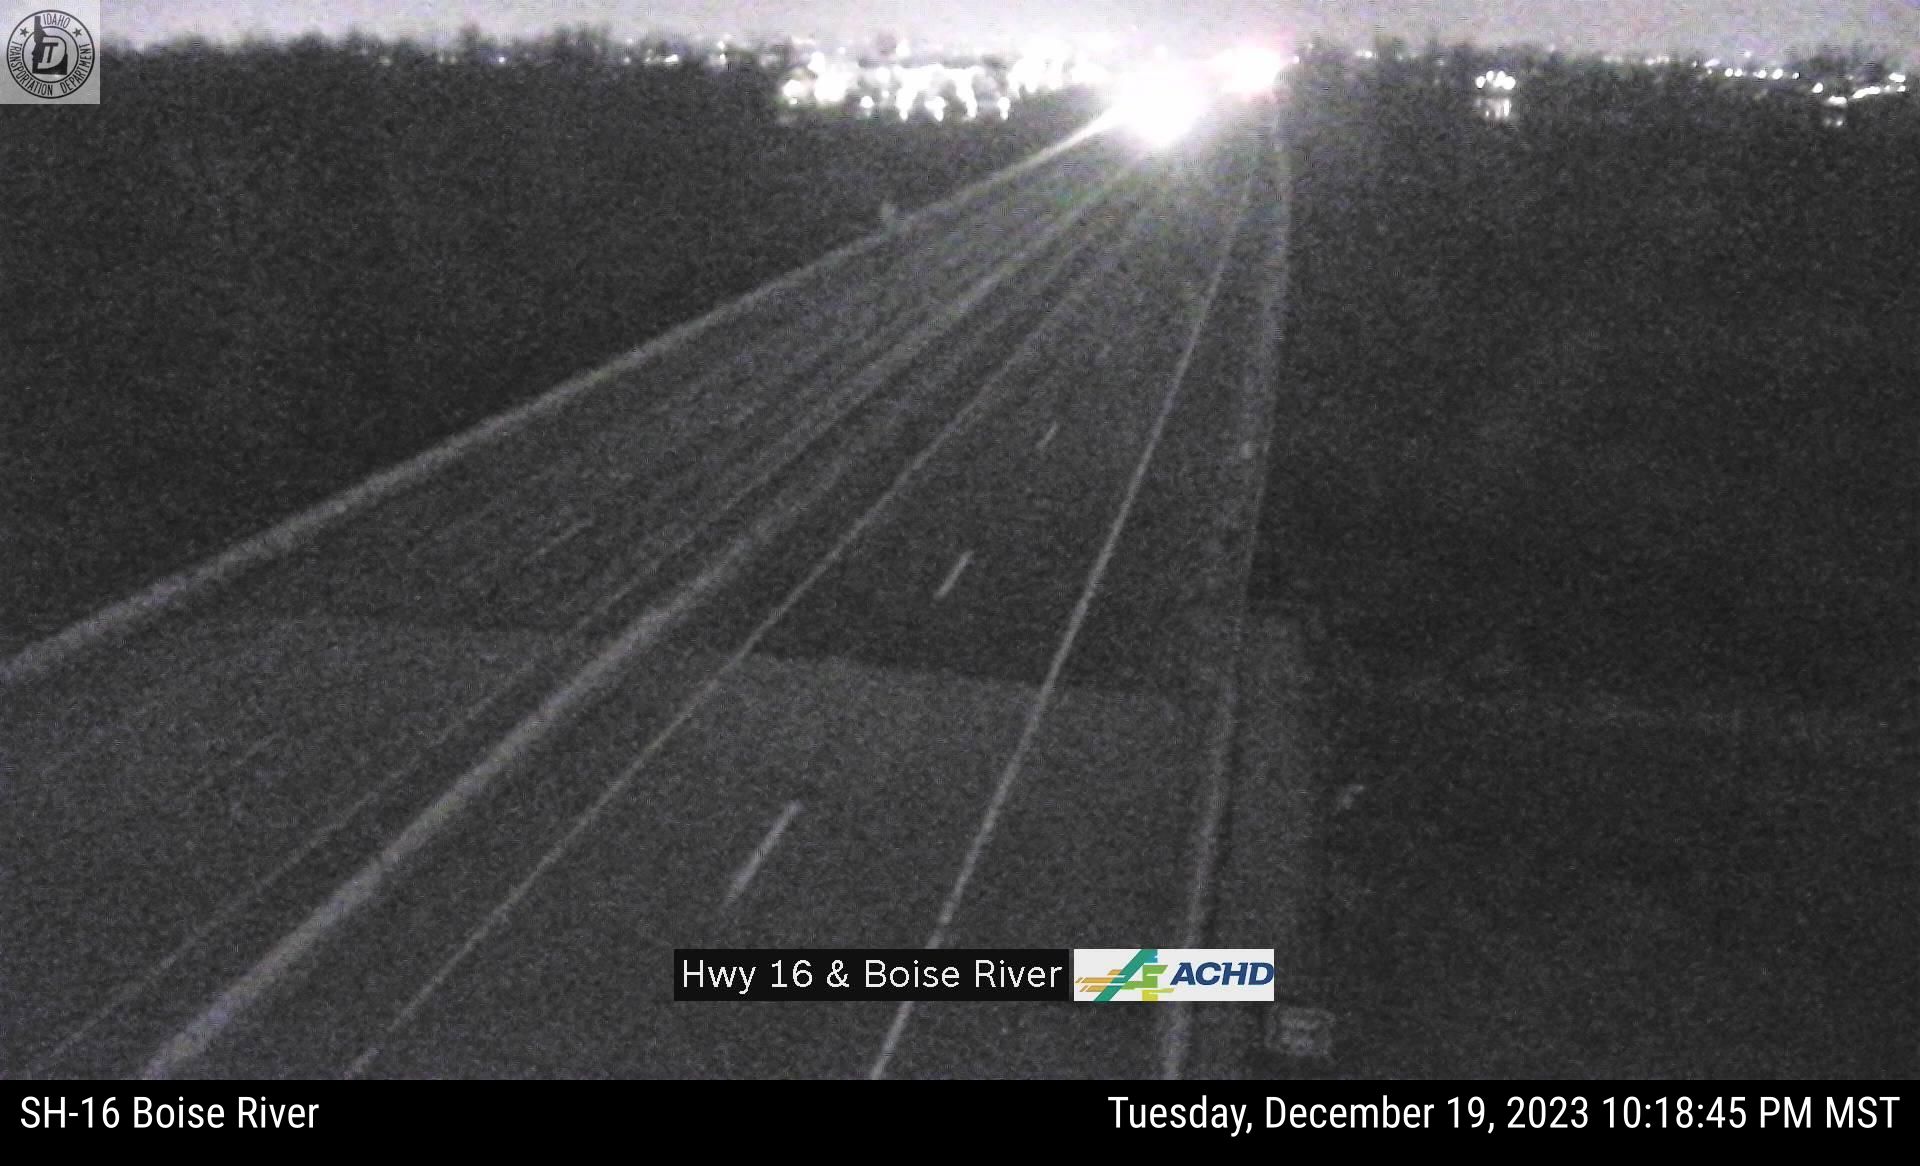 IDAHO
TRANSPORTATION DEPARTMENT
Hwy 16 & Boise River
ACHD
SH-16 Boise River
Tuesday, December 19, 2023 10:18:45 PM MST